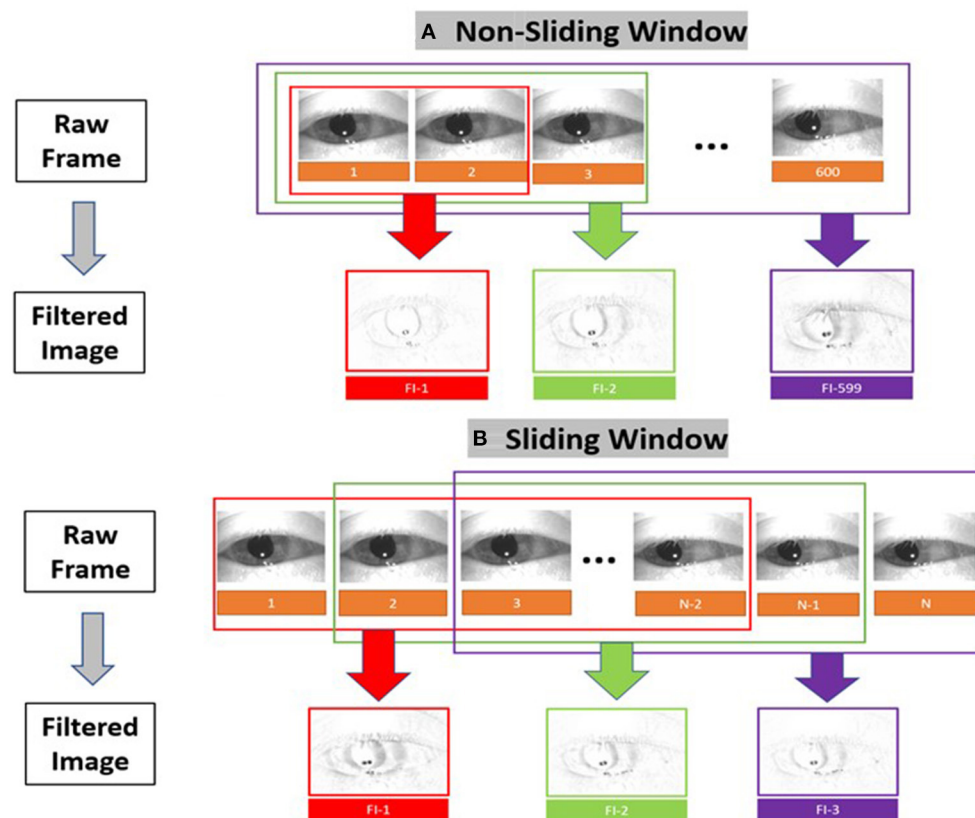 A Non-Sliding Window
Raw
Frame
1 2 3 ... 600
Filtered
Image
FI-1 FI-2 FI-599
B Sliding Window
Raw
Frame
1 2 3 ... N-2 N-1 N
Filtered
Image
FI-1 FI-2 FI-3